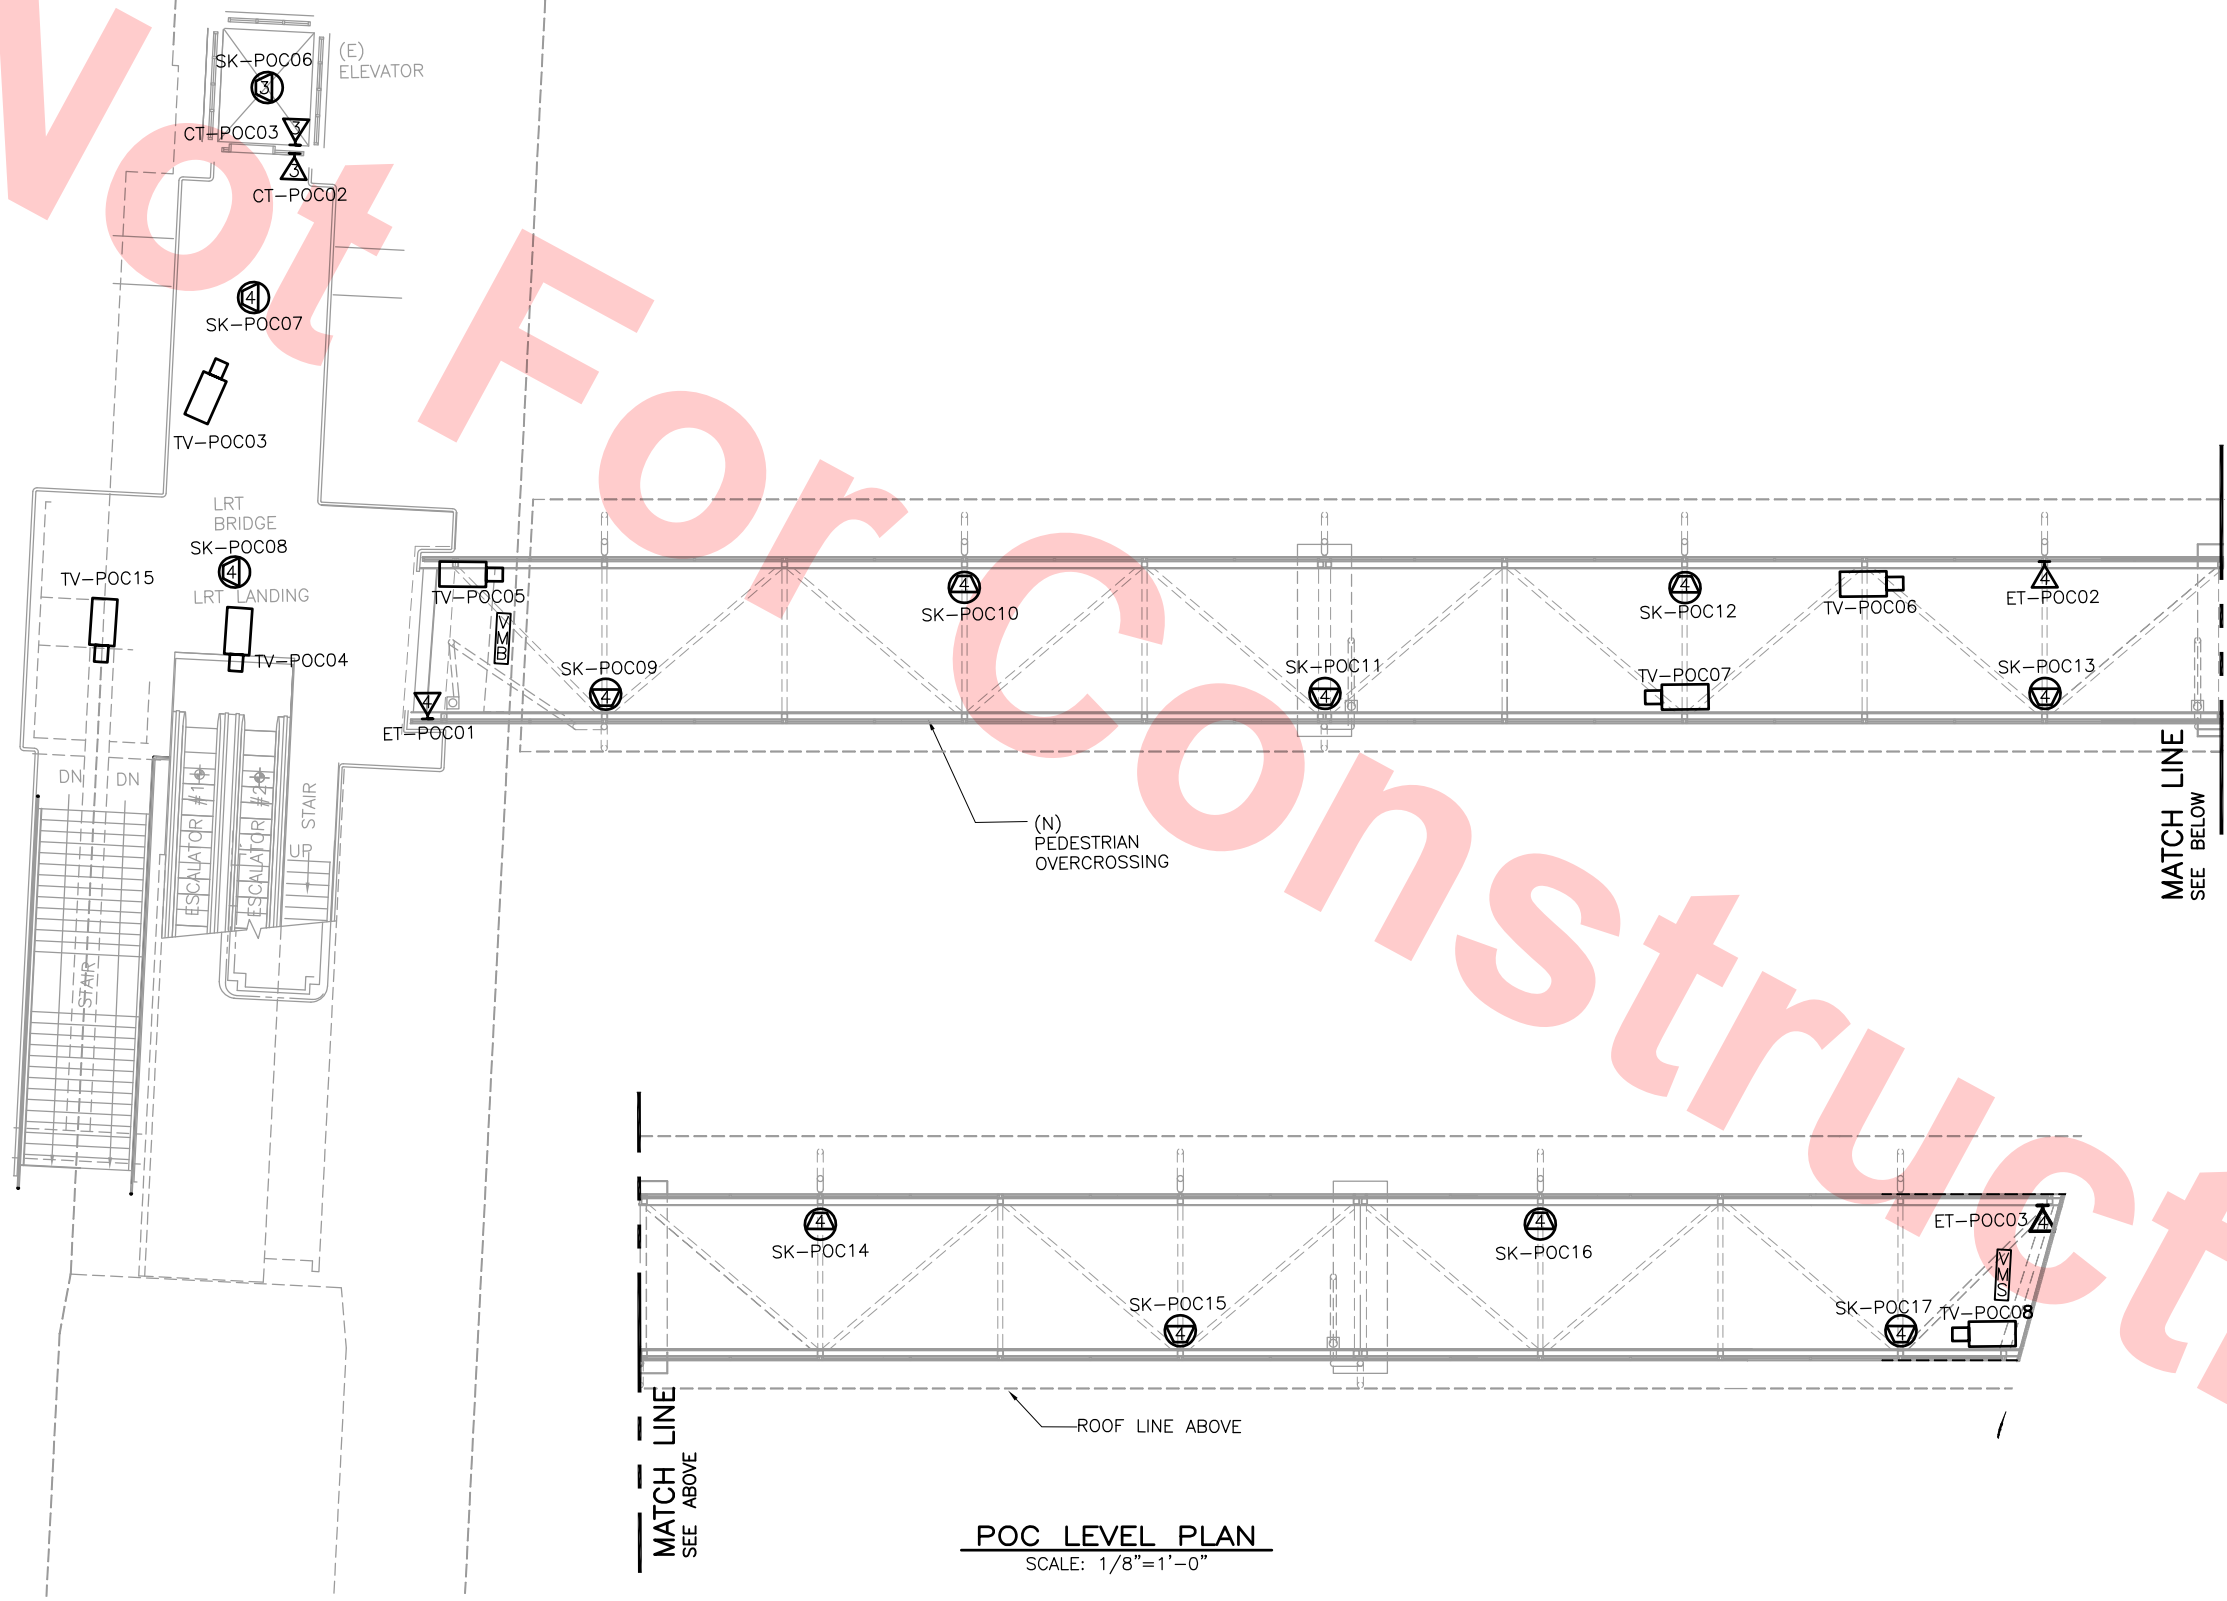 Not For Constructi
SK-POC06
3
(E)
ELEVATOR
CT-POC03
3
3
CT-POC02
4
SK-POC07
TV-POC03
LRT
BRIDGE
SK-POC08
4
TV-POC15
LRT LANDING
TV-POC04
TV-POC05
VMB
4
ET-POC01
SK-POC09
4
4
SK-POC10
SK-POC11
4
4
SK-POC12
TV-POC07
TV-POC06
4
ET-POC02
SK-POC13
4
DN
DN
ESCALATOR #1
ESCALATOR #2
STAIR
UP
STAIR
(N)
PEDESTRIAN
OVERCROSSING
MATCH LINE
SEE BELOW
4
SK-POC14
SK-POC15
4
4
SK-POC16
SK-POC17
4
ET-POC03
4
VMS
TV-POC08
MATCH LINE
SEE ABOVE
ROOF LINE ABOVE
POC LEVEL PLAN
SCALE: 1/8"=1'-0"